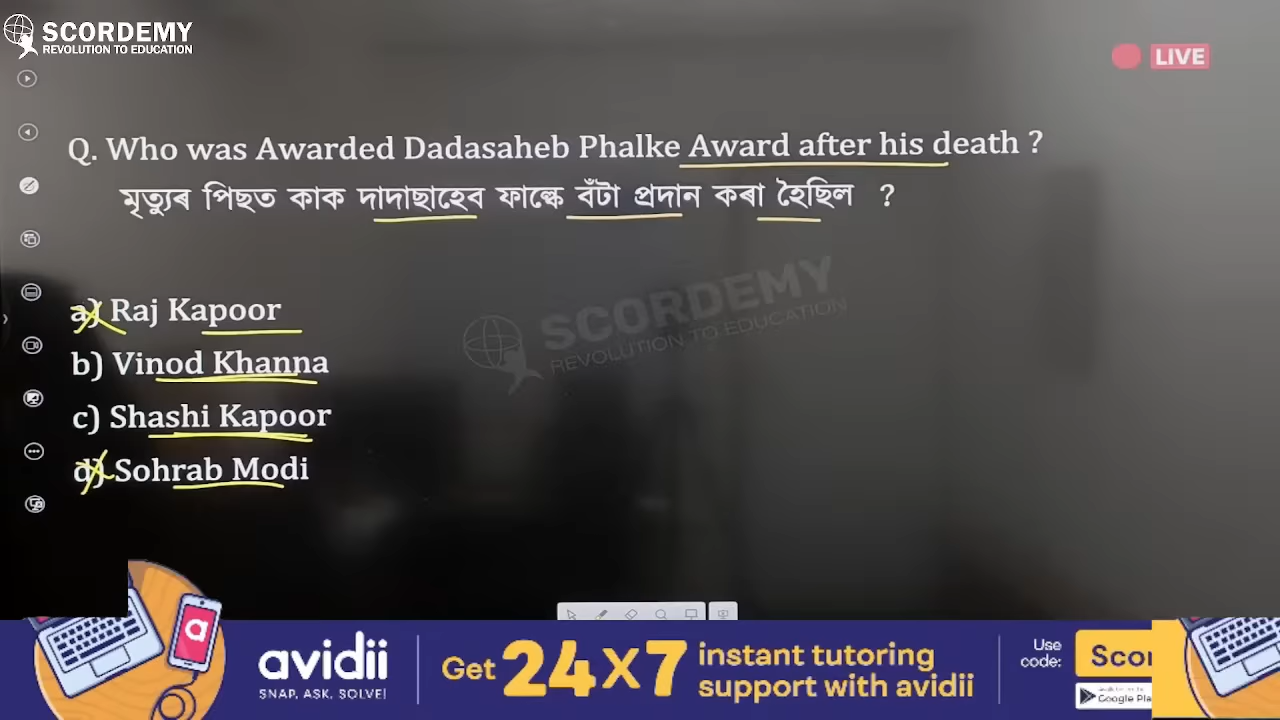 SCORDEMY
REVOLUTION TO EDUCATION
LIVE
Q. Who was Awarded Dadasaheb Phalke Award after his death ?
মৃত্যুৰ পিছত কাক দাদাছাহেব ফাল্কে বঁটা প্ৰদান কৰা হৈছিল ?
SCORDEMY
REVOLUTION TO EDUCATION
a) Raj Kapoor
b) Vinod Khanna
c) Shashi Kapoor
d) Sohrab Modi
a
avidii
SNAP. ASK. SOLVE!
Get 24X7 instant tutoring
support with avidii
Use
code:
Google